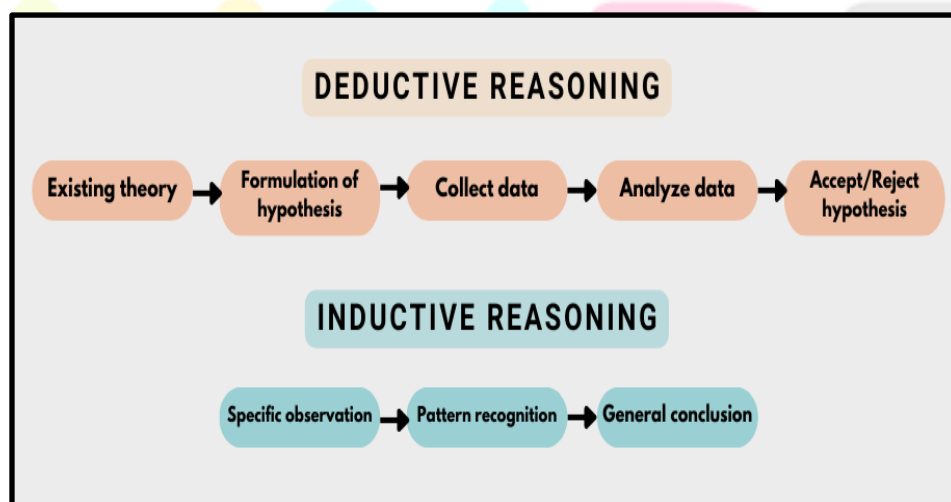 DEDUCTIVE REASONING
Existing theory
Formulation of
hypothesis
Collect data
Analyze data
Accept/Reject
hypothesis
INDUCTIVE REASONING
Specific observation
Pattern recognition
General conclusion